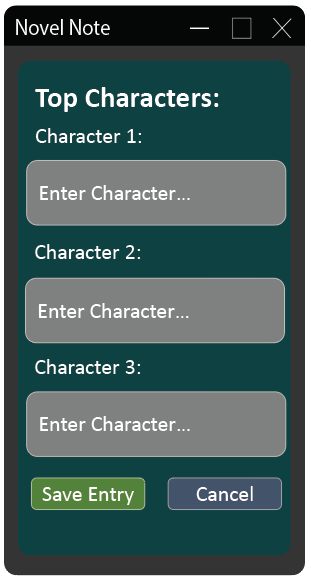 Novel Note
Top Characters:
Character 1:
Enter Character...
Character 2:
Enter Character...
Character 3:
Enter Character...
Save Entry Cancel